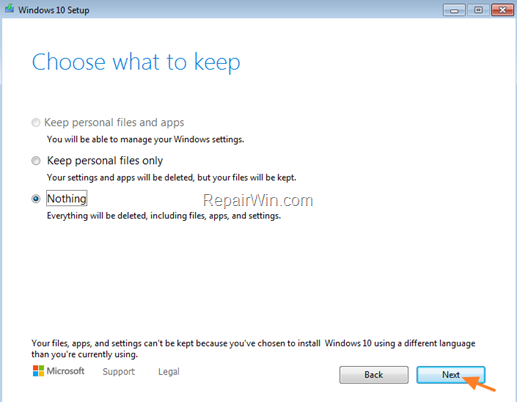 Windows 10 Setup
Choose what to keep
Keep personal files and apps
You will be able to manage your Windows settings.
Keep personal files only
Your settings and apps will be deleted, but your files will be kept.
Nothing
RepairWin.com
Everything will be deleted, including files, apps, and settings.
Your files, apps, and settings can't be kept because you've chosen to install Windows 10 using a different language
than you're currently using.
Microsoft Support Legal Back Next